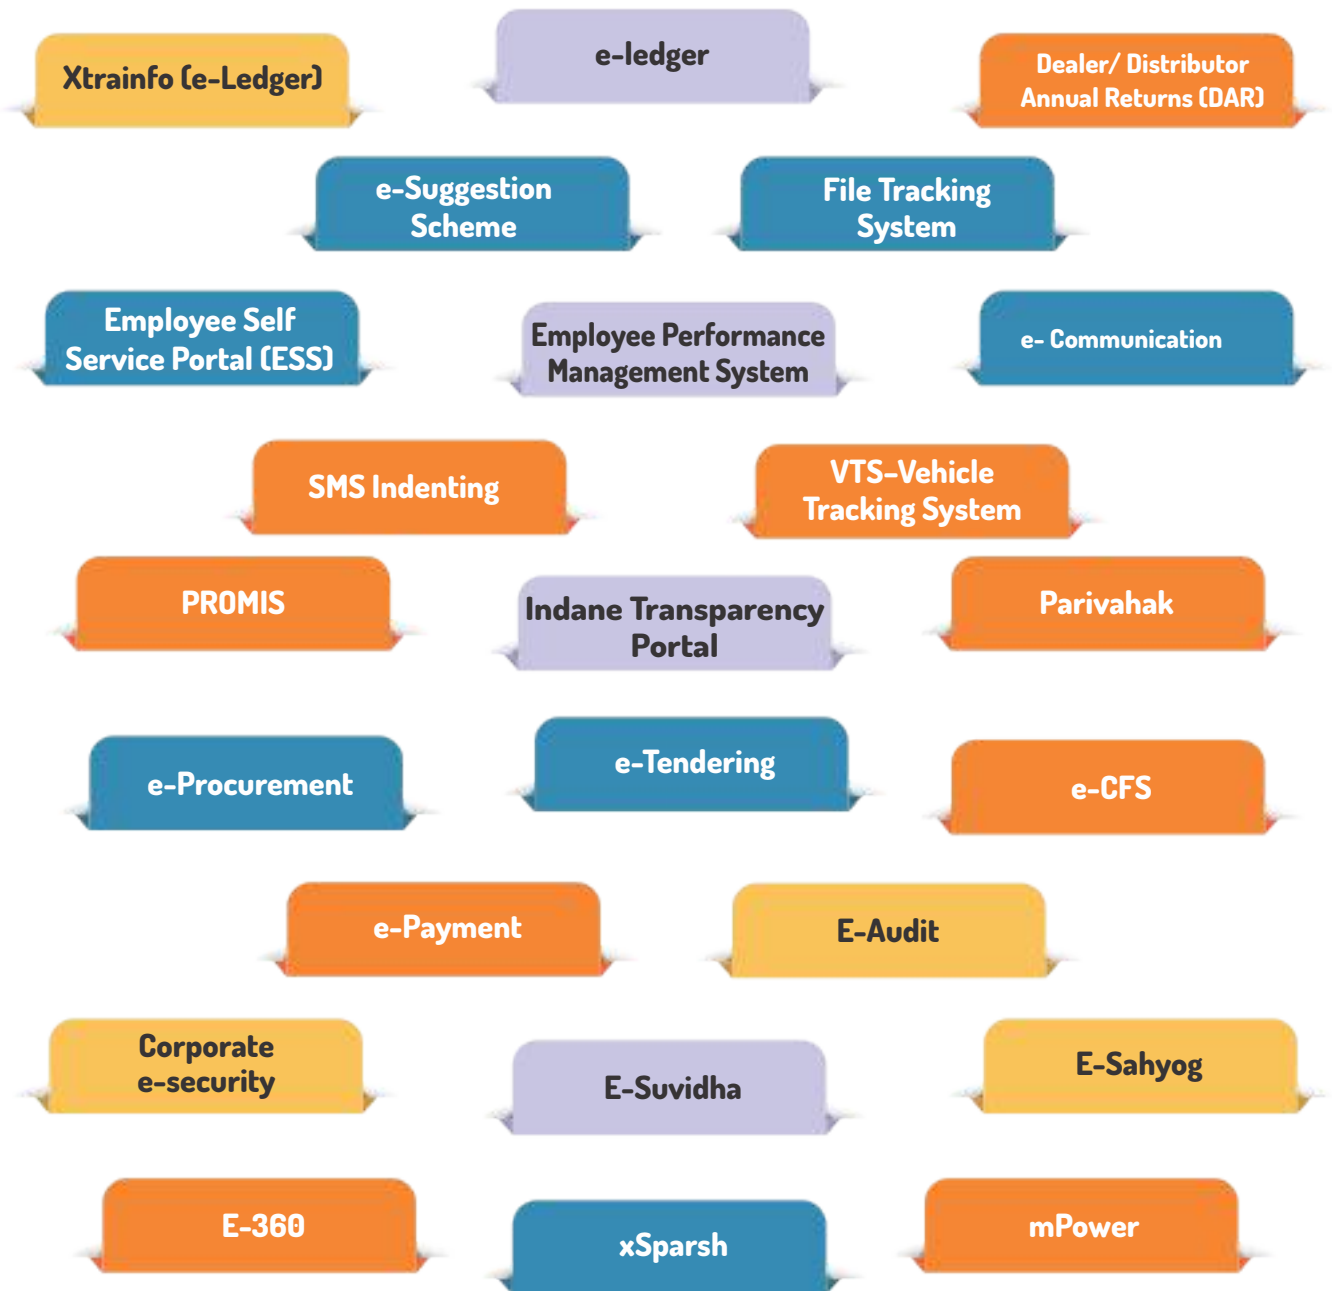 Xtrainfo (e-Ledger)
e-ledger
Dealer/ Distributor
Annual Returns (DAR)
e-Suggestion
Scheme
File Tracking
System
Employee Self
Service Portal (ESS)
Employee Performance
Management System
e- Communication
SMS Indenting
VTS-Vehicle
Tracking System
PROMIS
Indane Transparency
Portal
Parivahak
e-Procurement
e-Tendering
e-CFS
e-Payment
E-Audit
Corporate
e-security
E-Suvidha
E-Sahyog
E-360
xSparsh
mPower